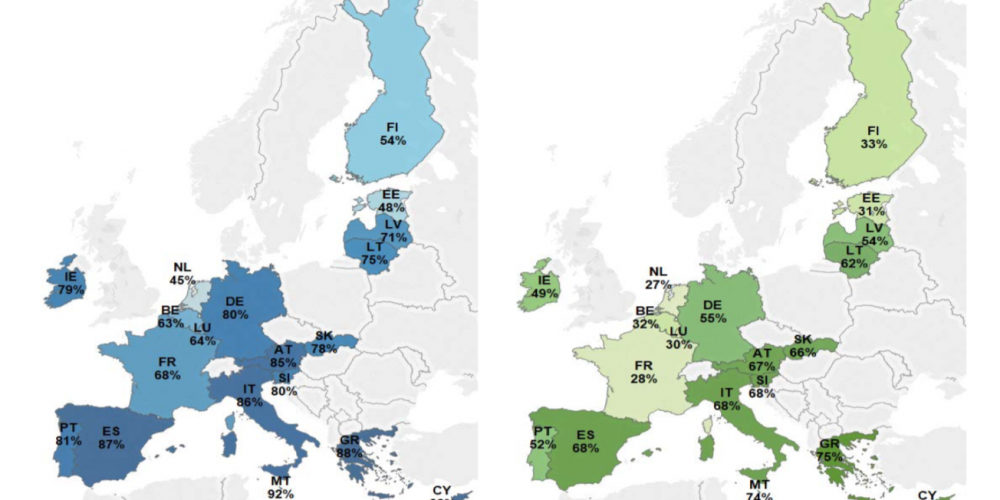 FI
54%
EE
48%
LV
71%
LT
75%
IE
79%
NL
45%
DE
80%
BE
63%
LU
64%
SK
78%
AT
85%
FR
68%
SI
80%
IT
86%
PT
81%
ES
87%
GR
88%
MT
92%
CY
FI
33%
EE
31%
LV
54%
LT
62%
IE
49%
NL
27%
DE
55%
BE
32%
LU
30%
SK
66%
AT
67%
FR
28%
SI
68%
IT
68%
PT
52%
ES
68%
GR
75%
MT
74%
CY